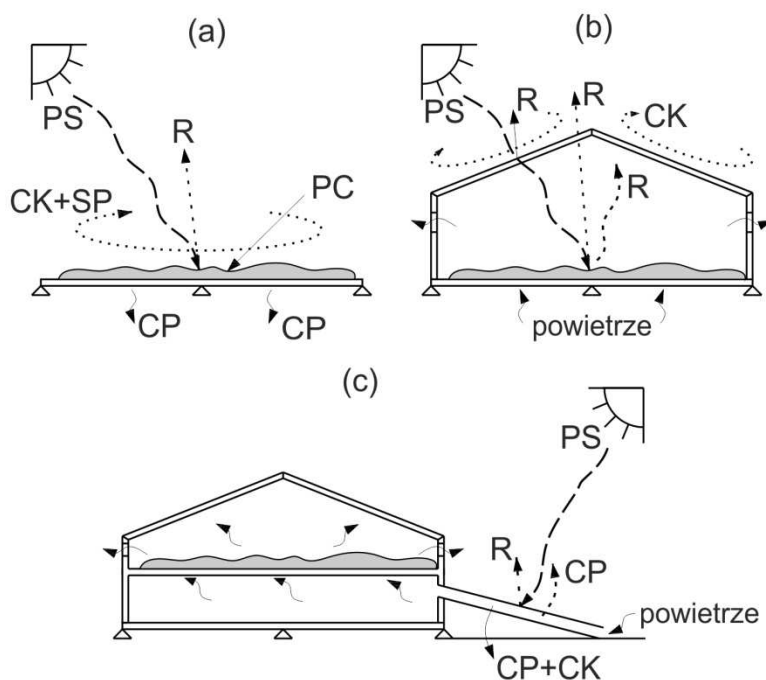 (a)
PS
R
CK+SP
PC
CP
CP
(b)
PS
R
R
CK
R
powietrze
(c)
PS
R
CP
powietrze
CP+CK